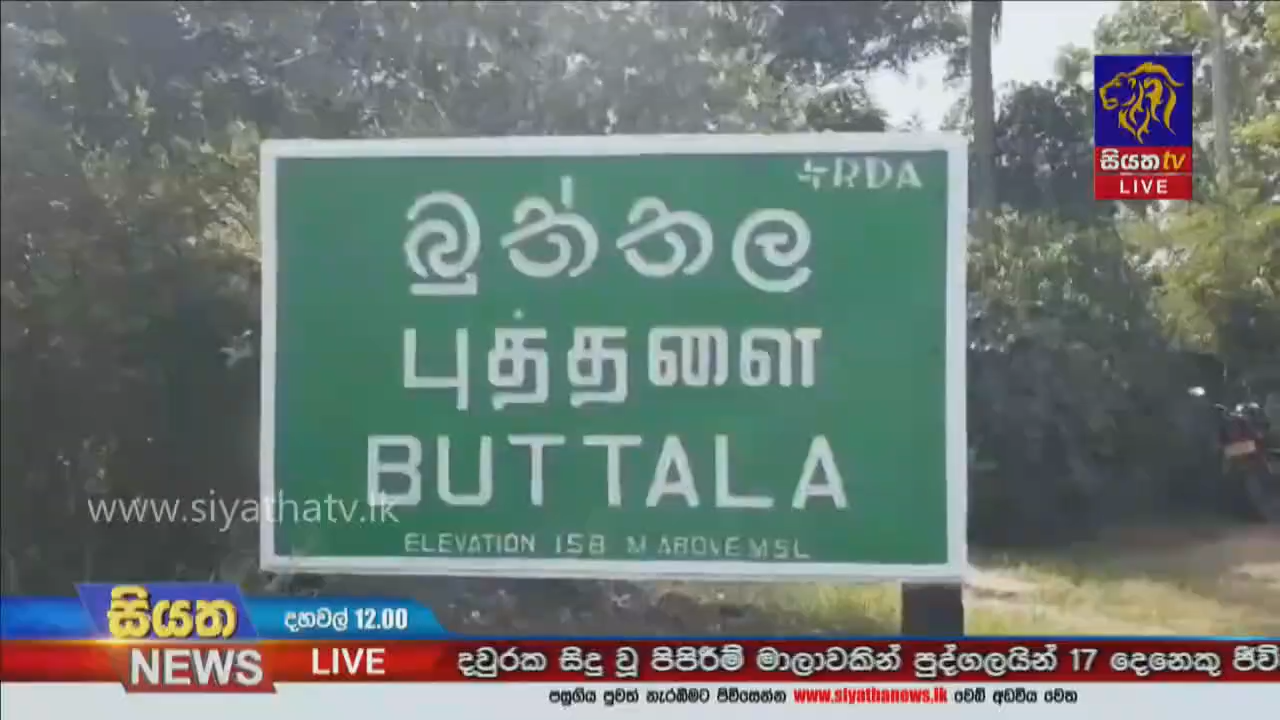 RDA
බුත්තල
புத்தளை
BUTTALA
ELEVATION 158 M ABOVE MSL
සියත tv
LIVE
www.siyathatv.lk
සියත
NEWS
දහවල් 12.00
LIVE
දවුරක සිදු වූ පිපිරීම් මාලාවකින් පුද්ගලයින් 17 දෙනෙකු ජීවි
පසුගිය පුවත් නැරඹීමට පිවිසෙන්න www.siyathanews.lk වෙබ් අඩවිය වෙත